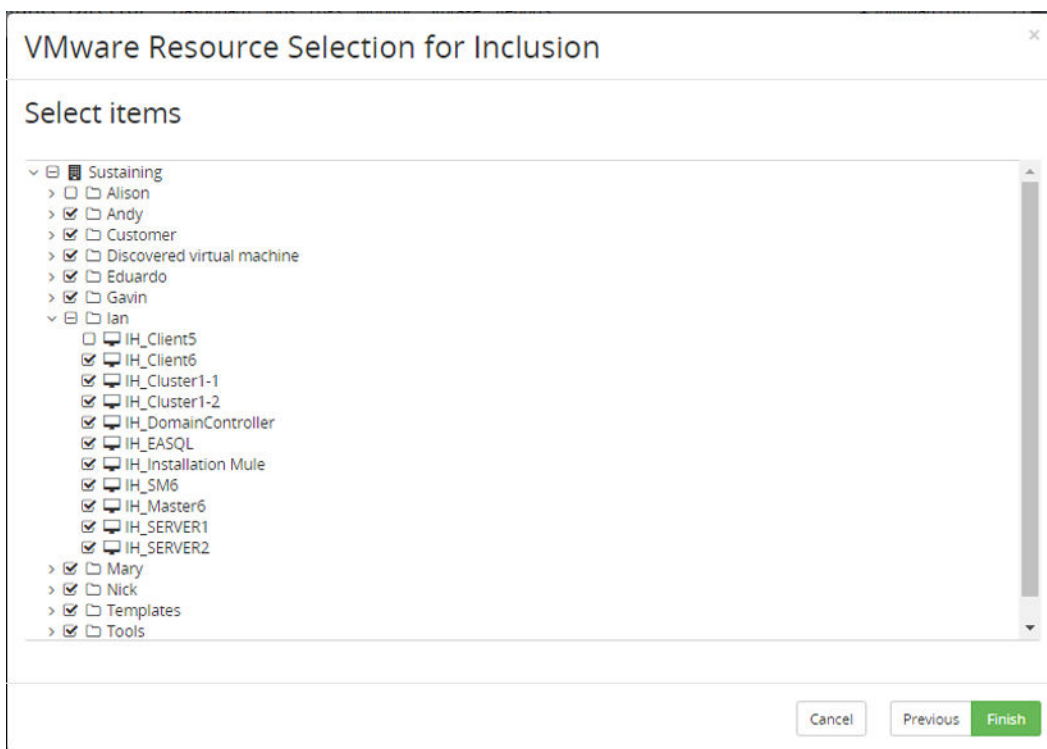 VMware Resource Selection for Inclusion
Select items
Sustaining
Alison
Andy
Customer
Discovered virtual machine
Eduardo
Gavin
Ian
IH_Client5
IH_Client6
IH_Cluster1-1
IH_Cluster1-2
IH_DomainController
IH_EASQL
IH_Installation Mule
IH_SM6
IH_Master6
IH_SERVER1
IH_SERVER2
Mary
Nick
Templates
Tools
Cancel Previous Finish